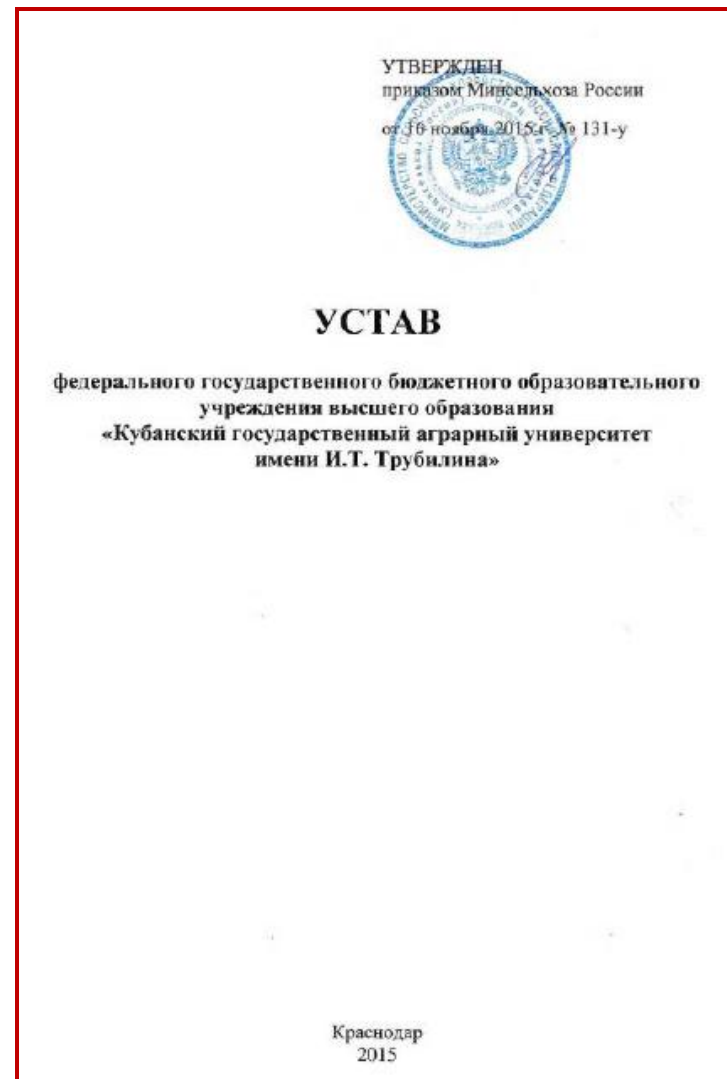 УТВЕРЖДЕН
приказом Минсельхоза России
от 16 ноября 2015 г. № 131-у
УСТАВ
федерального государственного бюджетного образовательного
учреждения высшего образования
«Кубанский государственный аграрный университет
имени И.Т. Трубилина»
Краснодар
2015